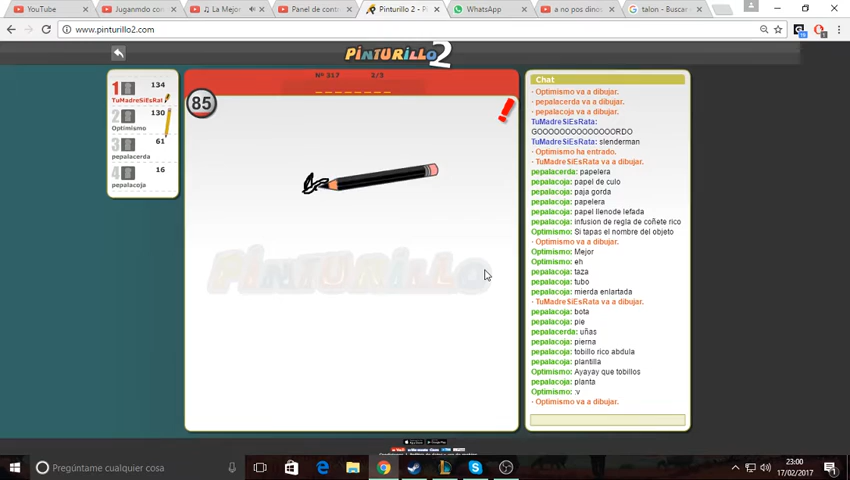 YouTube
Juganndo con
La Mejor
Panel de cont
Pinturillo 2 - P
WhatsApp
a no pos dinos
talon - Buscar
www.pinturillo2.com
PiNTURiLLO 2
Nº 317 2/3
85
1 134
TuMadreSiEsRat
2 130
Optimismo
3 61
pepalacerda
4 16
pepalacoja
PiNTURiLLO
Chat
· Optimismo va a dibujar.
· pepalacerda va a dibujar.
· pepalacoja va a dibujar.
TuMadreSiEsRata:
GOOOOOOOOOOOOOORDO
TuMadreSiEsRata: slenderman
· Optimismo ha entrado.
· TuMadreSiEsRata va a dibujar.
pepalacerda: papelera
pepalacoja: papel de culo
pepalacoja: paja gorda
pepalacoja: papelera
pepalacoja: papel llenode lefada
pepalacoja: infusion de regla de coñete rico
Optimismo: Si tapas el nombre del objeto
· Optimismo va a dibujar.
Optimismo: Mejor
Optimismo: eh
pepalacoja: taza
pepalacoja: tubo
pepalacoja: mierda enlartada
· TuMadreSiEsRata va a dibujar.
pepalacoja: bota
pepalacoja: pie
pepalacerda: uñas
pepalacoja: pierna
pepalacoja: tobillo rico abdula
pepalacoja: plantilla
Optimismo: Ayayay que tobillos
pepalacoja: planta
Optimismo: :v
· Optimismo va a dibujar.
Pregúntame cualquier cosa
23:00
17/02/2017